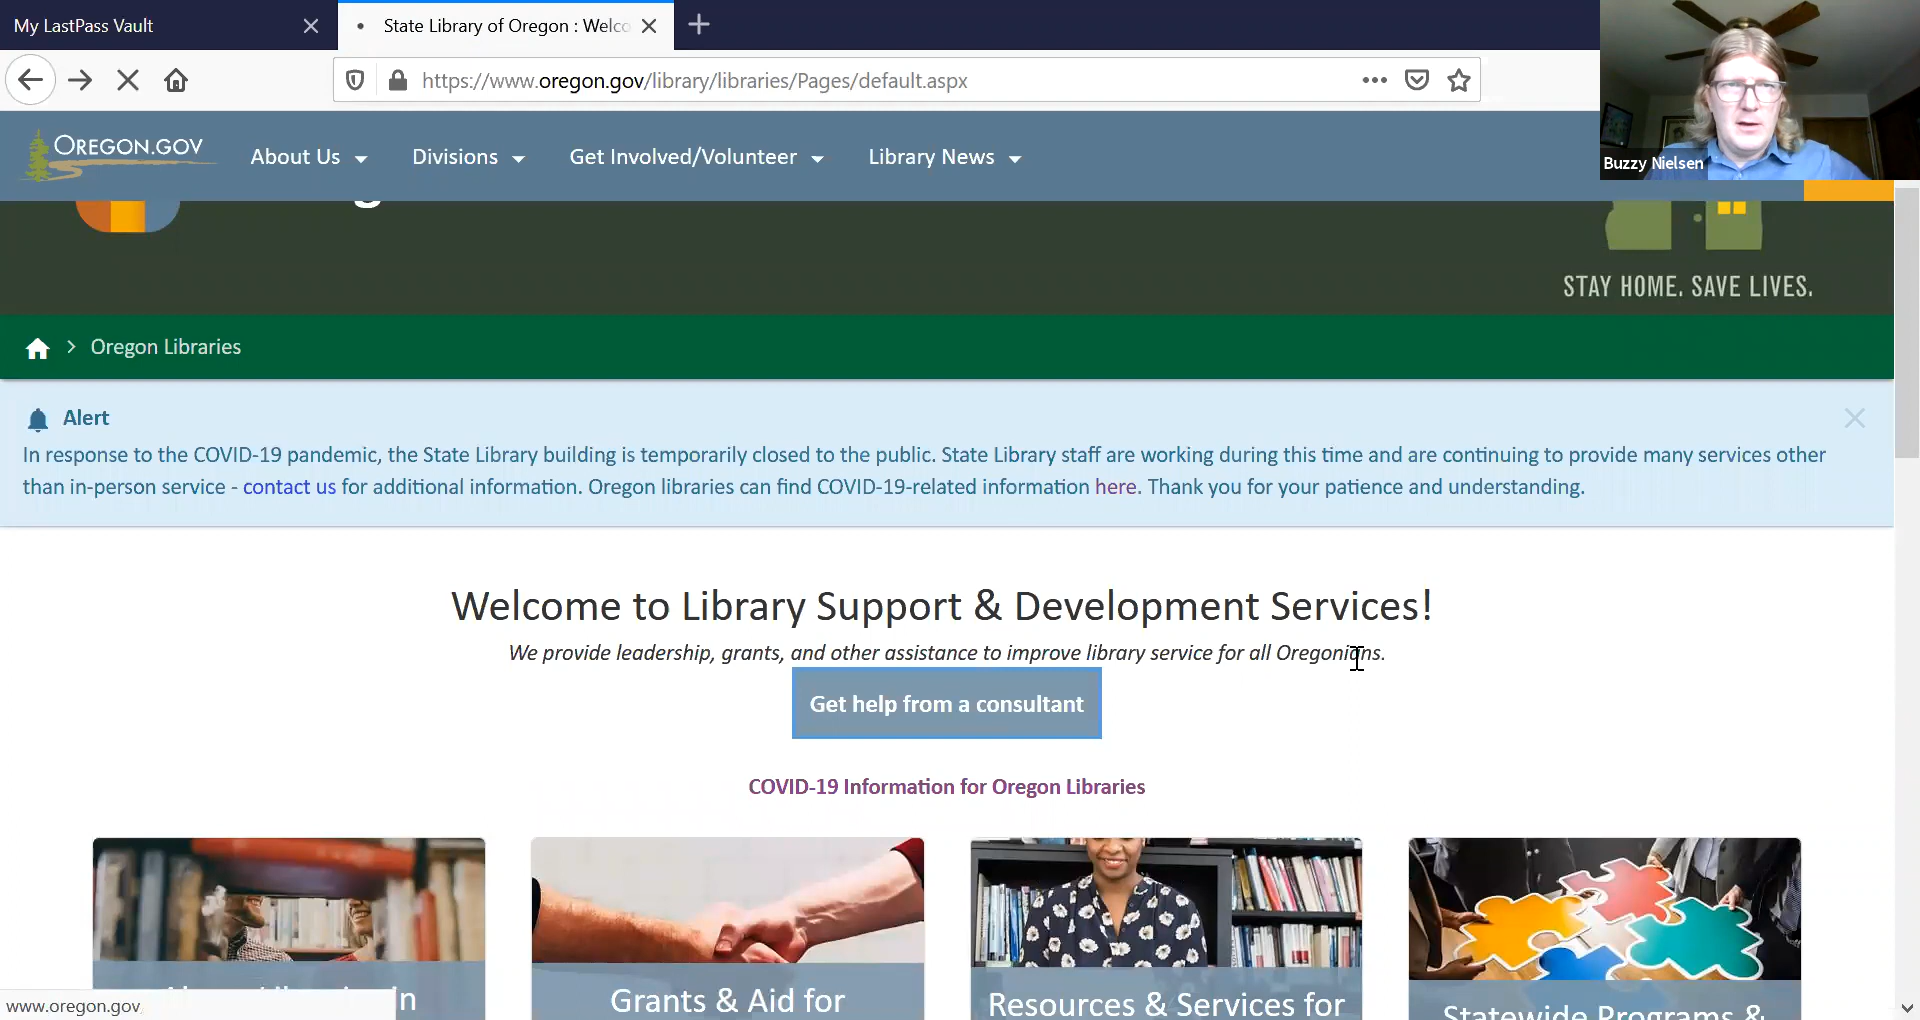 My LastPass Vault
State Library of Oregon : Welco
https://www.oregon.gov/library/libraries/Pages/default.aspx
Buzzy Nielsen
OREGON.GOV
About Us
Divisions
Get Involved/Volunteer
Library News
STAY HOME. SAVE LIVES.
Oregon Libraries
Alert
In response to the COVID-19 pandemic, the State Library building is temporarily closed to the public. State Library staff are working during this time and are continuing to provide many services other
than in-person service - contact us for additional information. Oregon libraries can find COVID-19-related information here. Thank you for your patience and understanding.
Welcome to Library Support & Development Services!
We provide leadership, grants, and other assistance to improve library service for all Oregonians.
Get help from a consultant
COVID-19 Information for Oregon Libraries
Grants & Aid for
Resources & Services for
Statewide Programs &
www.oregon.gov